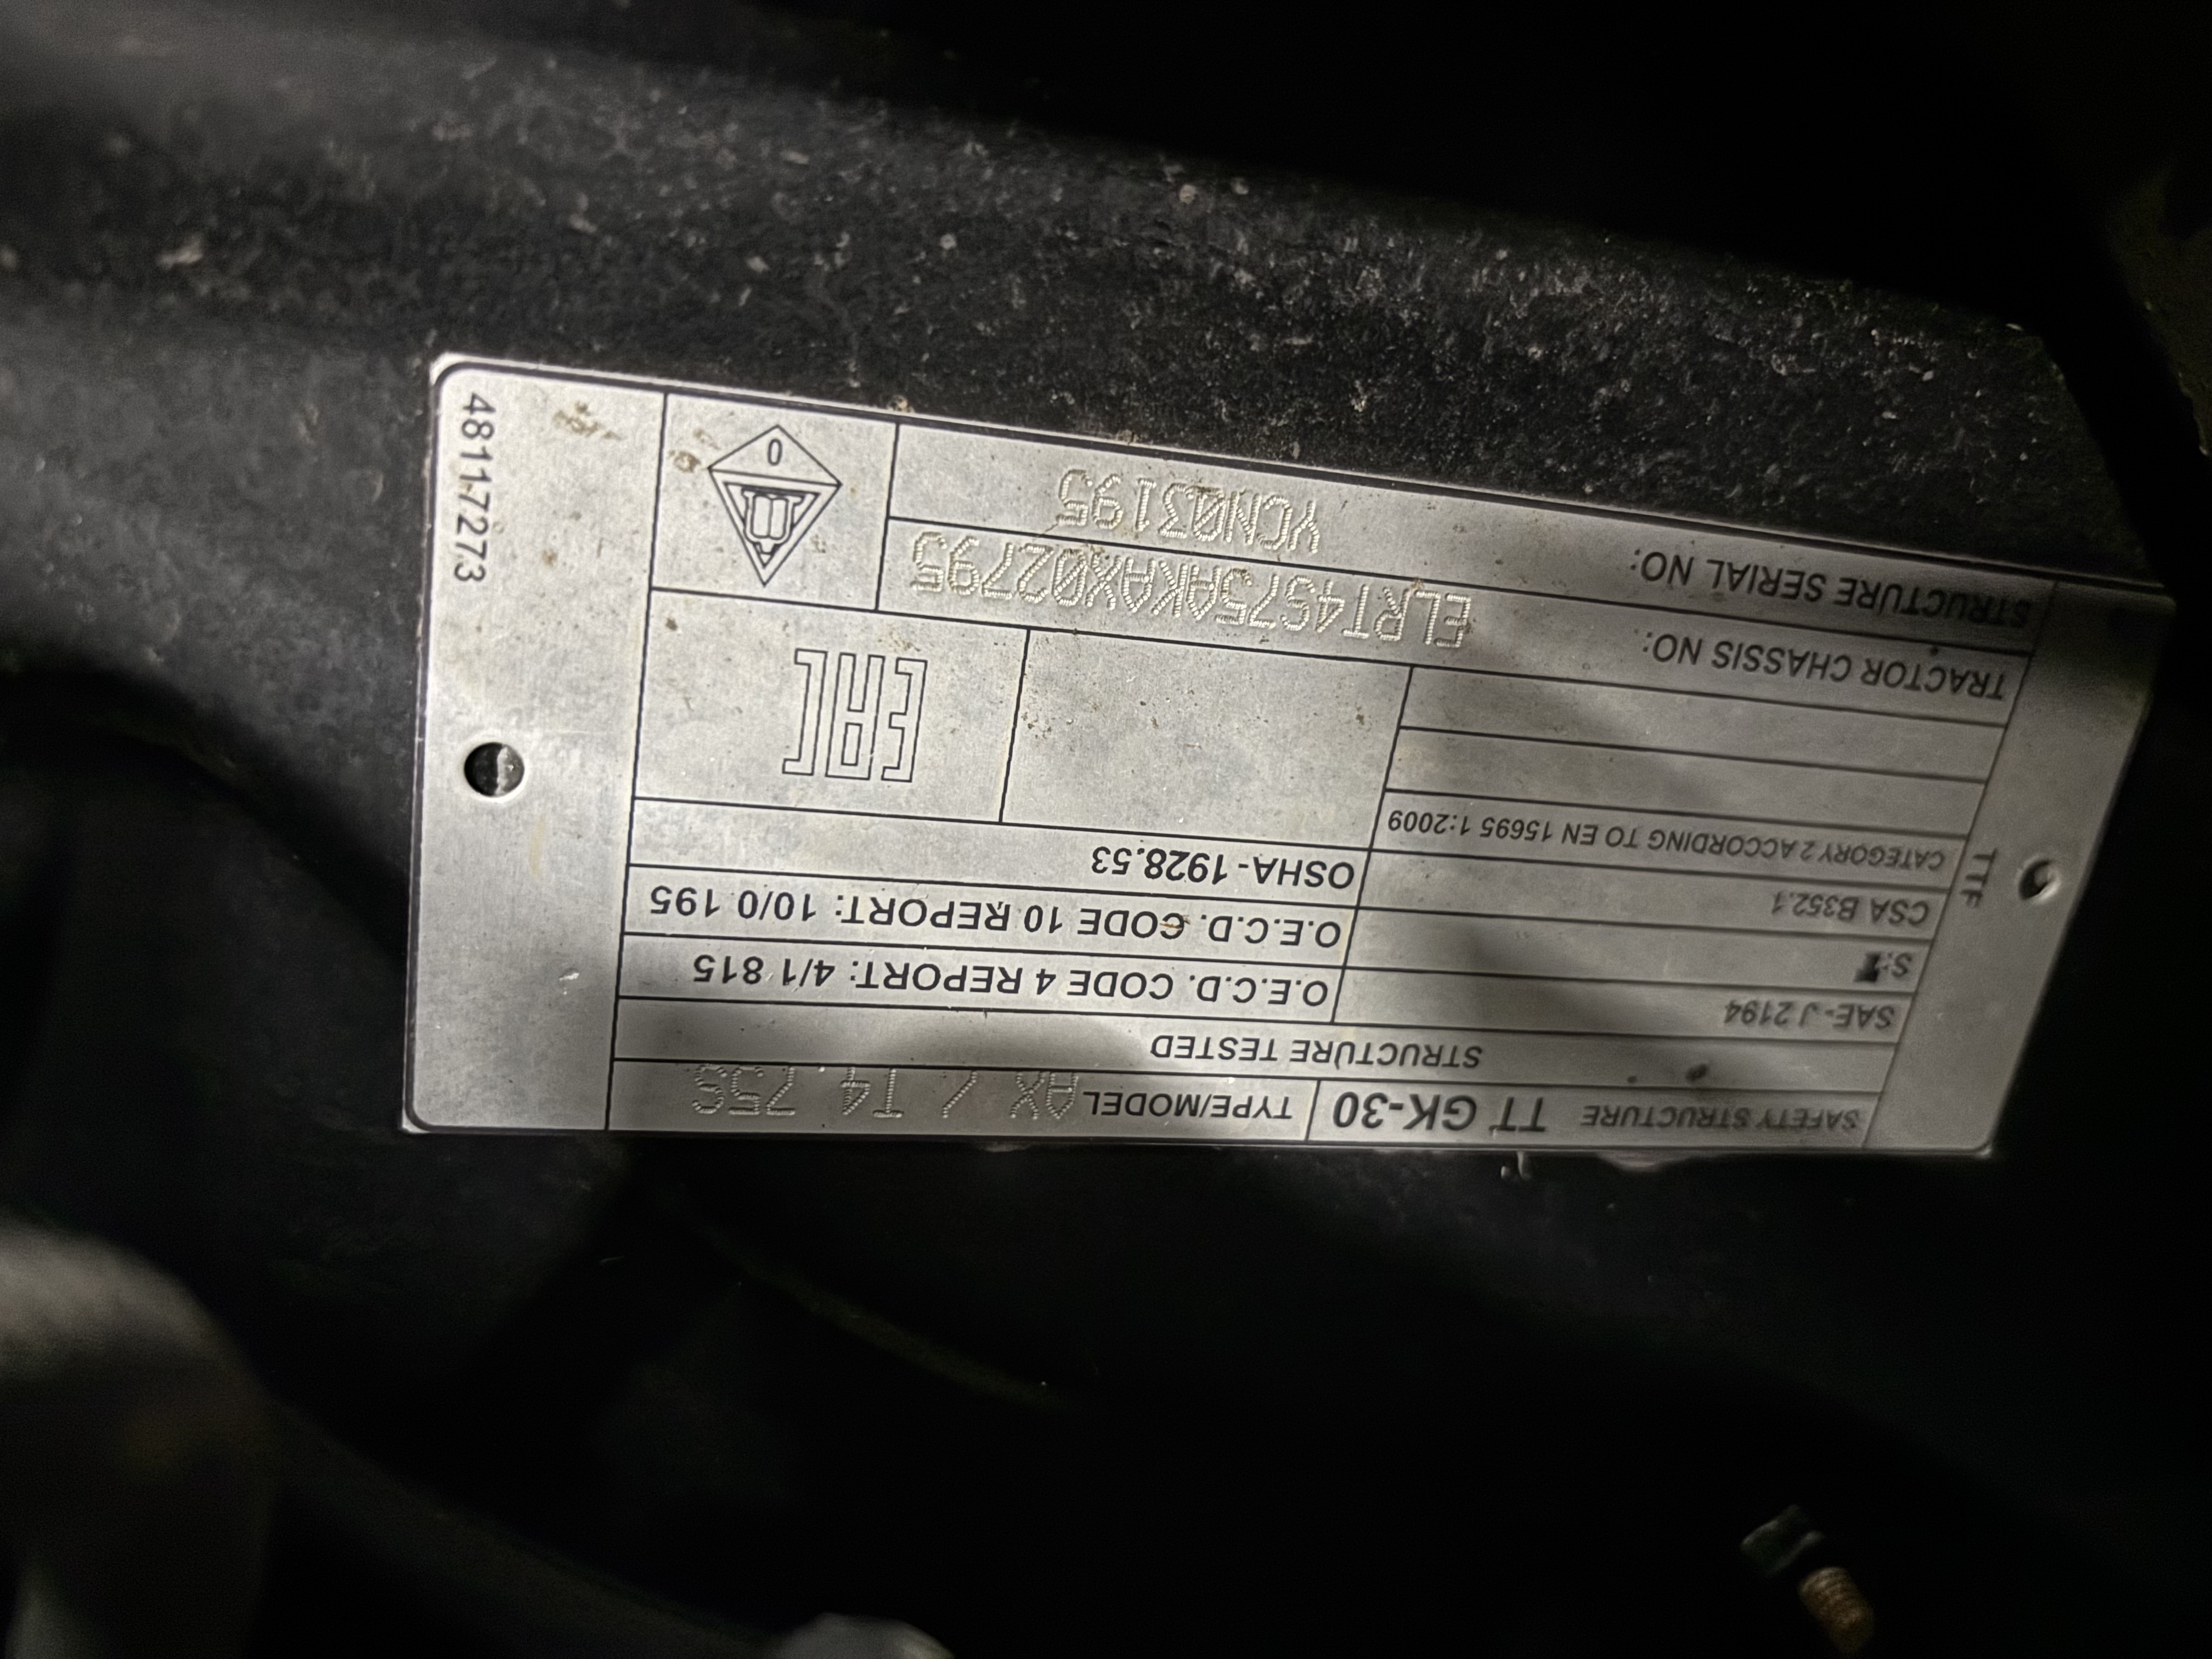 SAFETY STRUCTURE TT GK-30 TYPE/MODEL AX / T4 75S
STRUCTURE TESTED
SAE-J 2194 O.E.C.D. CODE 4 REPORT: 4/1 815
O.E.C.D. CODE 10 REPORT: 10/0 195
CSA B352.1 OSHA-1928.53
CATEGORY 2 ACCORDING TO EN 15695 1:2009
TTF
EAC
TRACTOR CHASSIS NO: ELRT4S75AKAX02795
STRUCTURE SERIAL NO: YCN03195
0
48117273